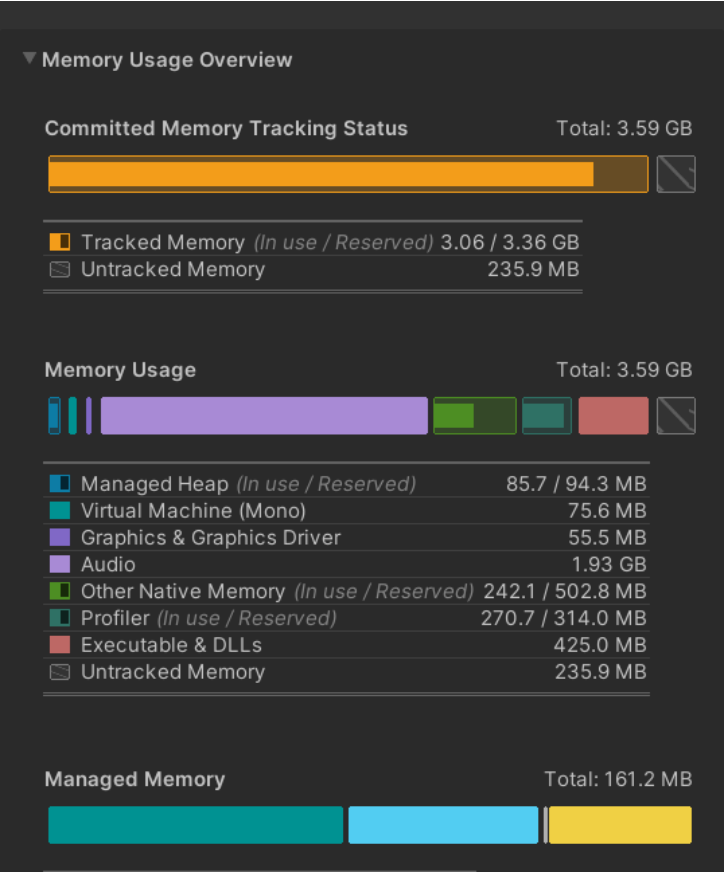 Memory Usage Overview
Committed Memory Tracking Status Total: 3.59 GB
Tracked Memory (In use / Reserved) 3.06 / 3.36 GB
Untracked Memory 235.9 MB
Memory Usage Total: 3.59 GB
Managed Heap (In use / Reserved) 85.7 / 94.3 MB
Virtual Machine (Mono) 75.6 MB
Graphics & Graphics Driver 55.5 MB
Audio 1.93 GB
Other Native Memory (In use / Reserved) 242.1 / 502.8 MB
Profiler (In use / Reserved) 270.7 / 314.0 MB
Executable & DLLs 425.0 MB
Untracked Memory 235.9 MB
Managed Memory Total: 161.2 MB